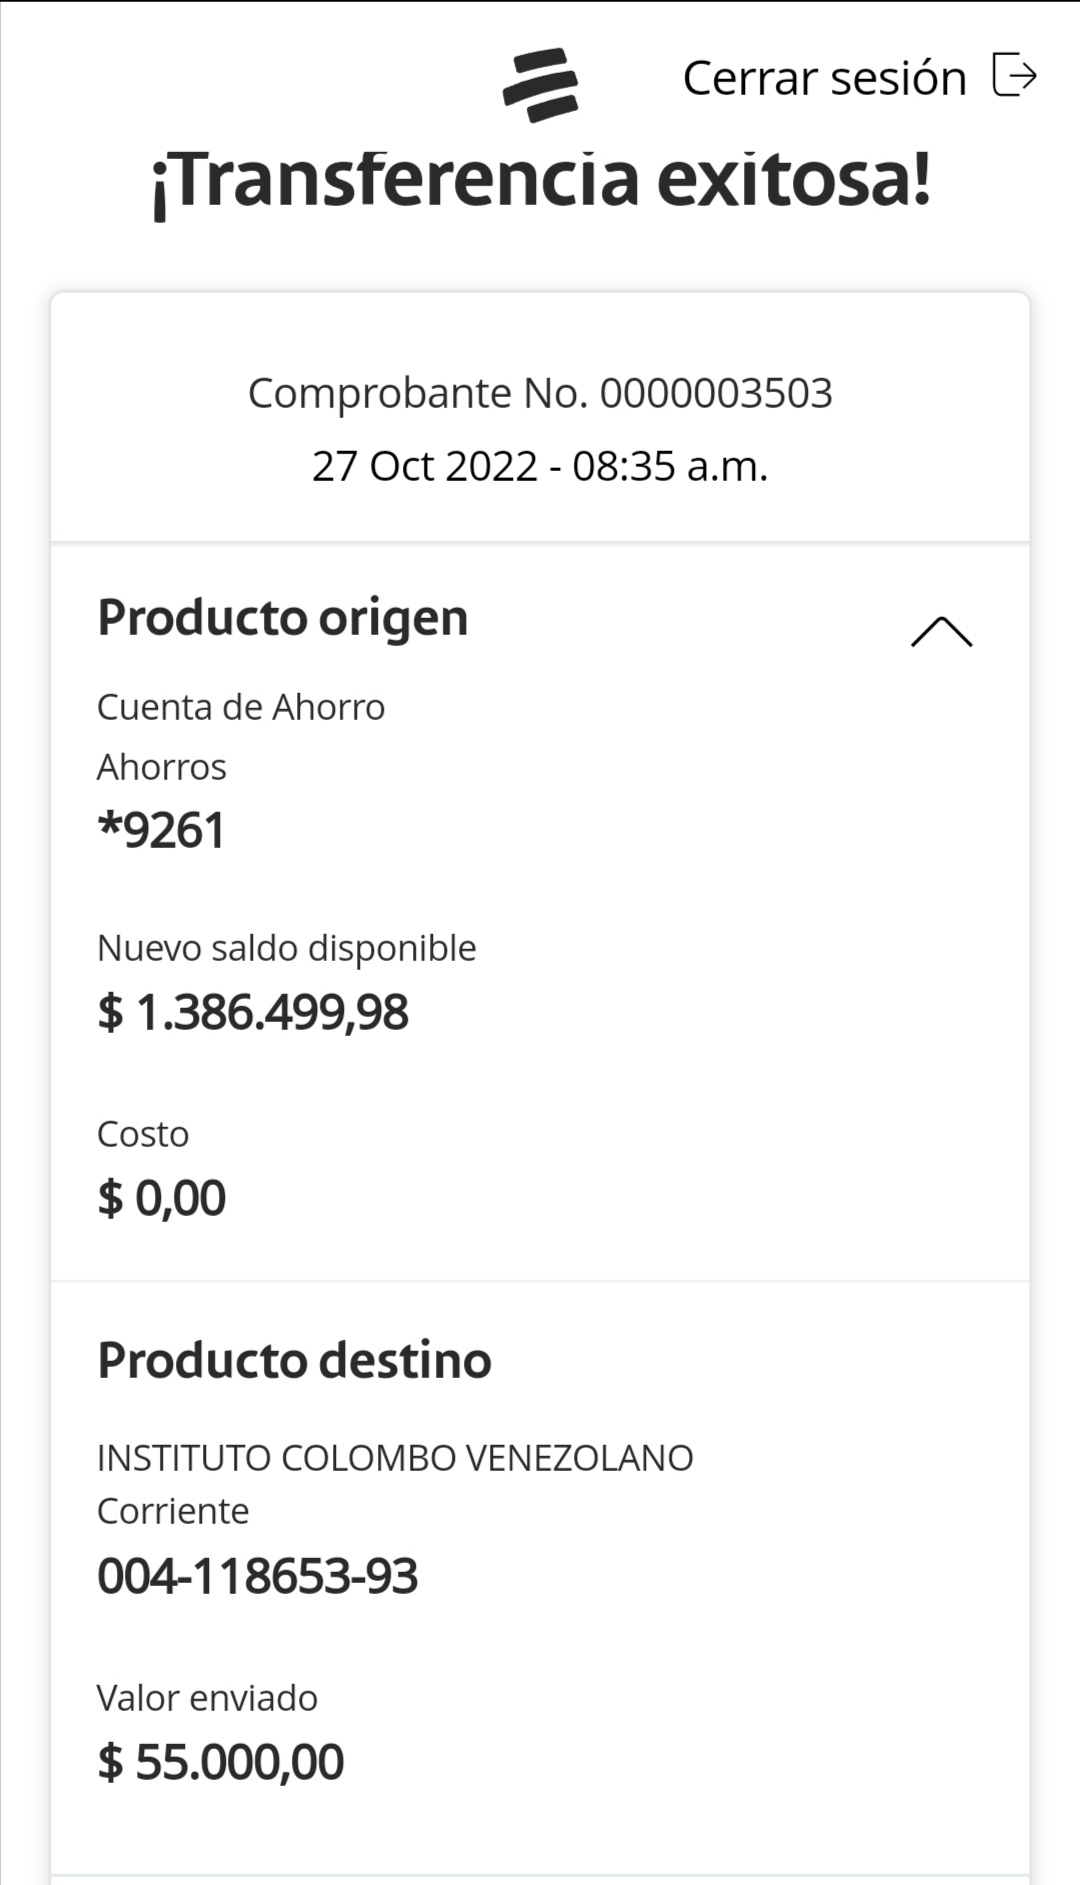 Cerrar sesión
¡Transferencia exitosa!
Comprobante No. 0000003503
27 Oct 2022 - 08:35 a.m.
Producto origen
Cuenta de Ahorro
Ahorros
*9261
Nuevo saldo disponible
$ 1.386.499,98
Costo
$ 0,00
Producto destino
INSTITUTO COLOMBO VENEZOLANO
Corriente
004-118653-93
Valor enviado
$ 55.000,00